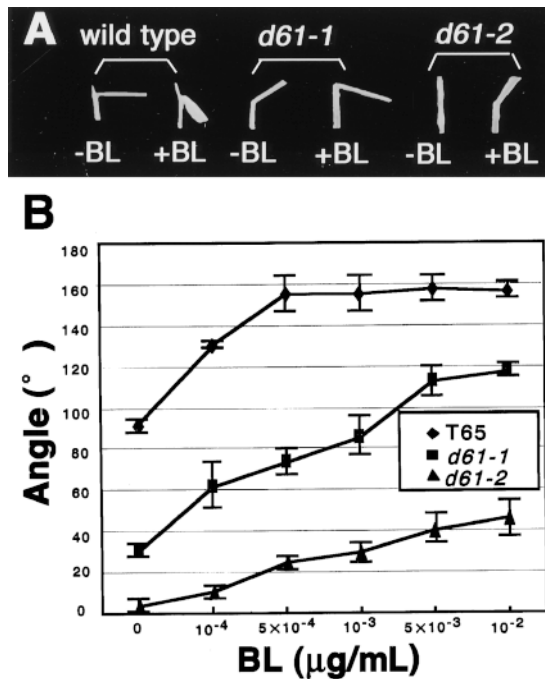 A
wild type d61-1 d61-2
-BL +BL -BL +BL -BL +BL
B
180
160
140
120
100
80
60
40
20
0
Angle (°)
T65
d61-1
d61-2
0 10⁻⁴ 5×10⁻⁴ 10⁻³ 5×10⁻³ 10⁻²
BL (μg/mL)